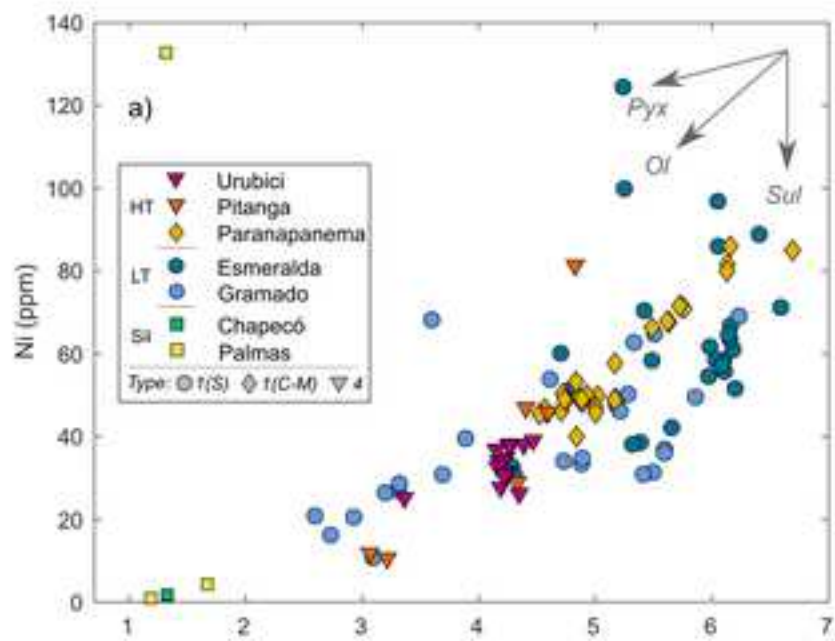 140
120
100
80
60
40
20
0
Ni (ppm)
a)
Pyx
Ol
Sul
HT
Urubici
Pitanga
Paranapanema
LT
Esmeralda
Gramado
Sil
Chapecó
Palmas
Type: 1(S) 1(C-M) 4
1 2 3 4 5 6 7